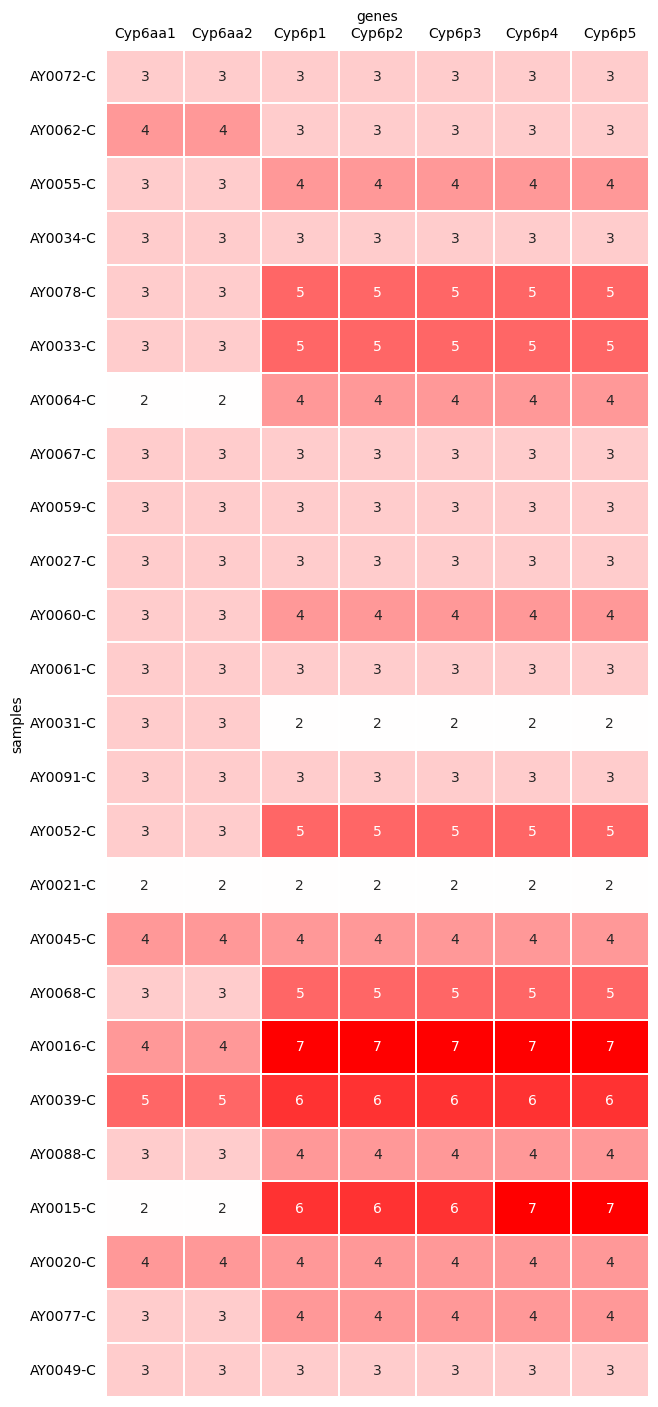 genes
Cyp6aa1 Cyp6aa2 Cyp6p1 Cyp6p2 Cyp6p3 Cyp6p4 Cyp6p5
AY0072-C 3 3 3 3 3 3 3
AY0062-C 4 4 3 3 3 3 3
AY0055-C 3 3 4 4 4 4 4
AY0034-C 3 3 3 3 3 3 3
AY0078-C 3 3 5 5 5 5 5
AY0033-C 3 3 5 5 5 5 5
AY0064-C 2 2 4 4 4 4 4
AY0067-C 3 3 3 3 3 3 3
AY0059-C 3 3 3 3 3 3 3
AY0027-C 3 3 3 3 3 3 3
AY0060-C 3 3 4 4 4 4 4
AY0061-C 3 3 3 3 3 3 3
samples
AY0031-C 3 3 2 2 2 2 2
AY0091-C 3 3 3 3 3 3 3
AY0052-C 3 3 5 5 5 5 5
AY0021-C 2 2 2 2 2 2 2
AY0045-C 4 4 4 4 4 4 4
AY0068-C 3 3 5 5 5 5 5
AY0016-C 4 4 7 7 7 7 7
AY0039-C 5 5 6 6 6 6 6
AY0088-C 3 3 4 4 4 4 4
AY0015-C 2 2 6 6 6 7 7
AY0020-C 4 4 4 4 4 4 4
AY0077-C 3 3 4 4 4 4 4
AY0049-C 3 3 3 3 3 3 3